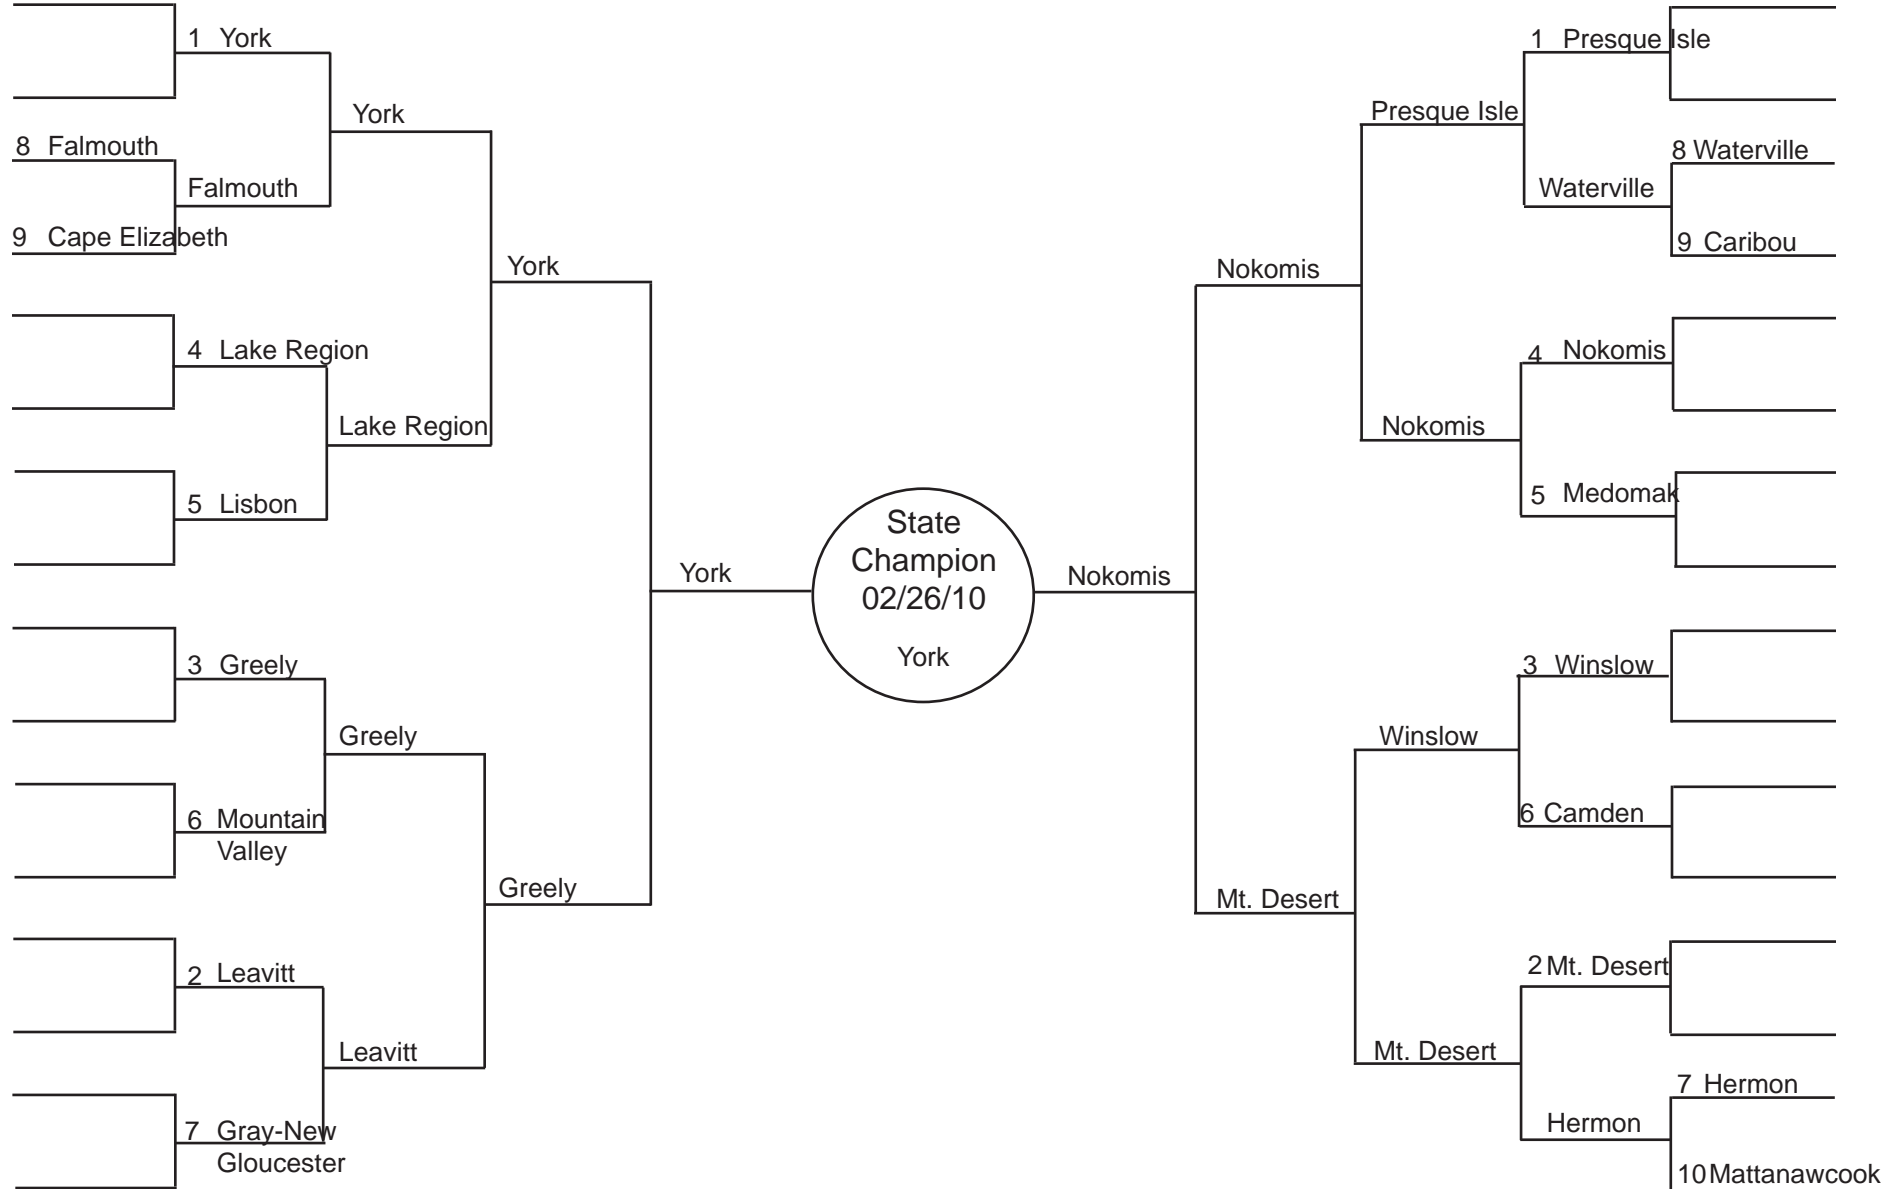 1 York
York
8 Falmouth
Falmouth
9 Cape Elizabeth
York
4 Lake Region
Lake Region
5 Lisbon
York
3 Greely
Greely
6 Mountain
Valley
Greely
2 Leavitt
Leavitt
7 Gray-New
Gloucester
State
Champion
02/26/10
York
Nokomis
1 Presque Isle
Presque Isle
8 Waterville
Waterville
9 Caribou
Nokomis
4 Nokomis
Nokomis
5 Medomak
3 Winslow
Winslow
6 Camden
Mt. Desert
2 Mt. Desert
Mt. Desert
7 Hermon
Hermon
10 Mattanawcook